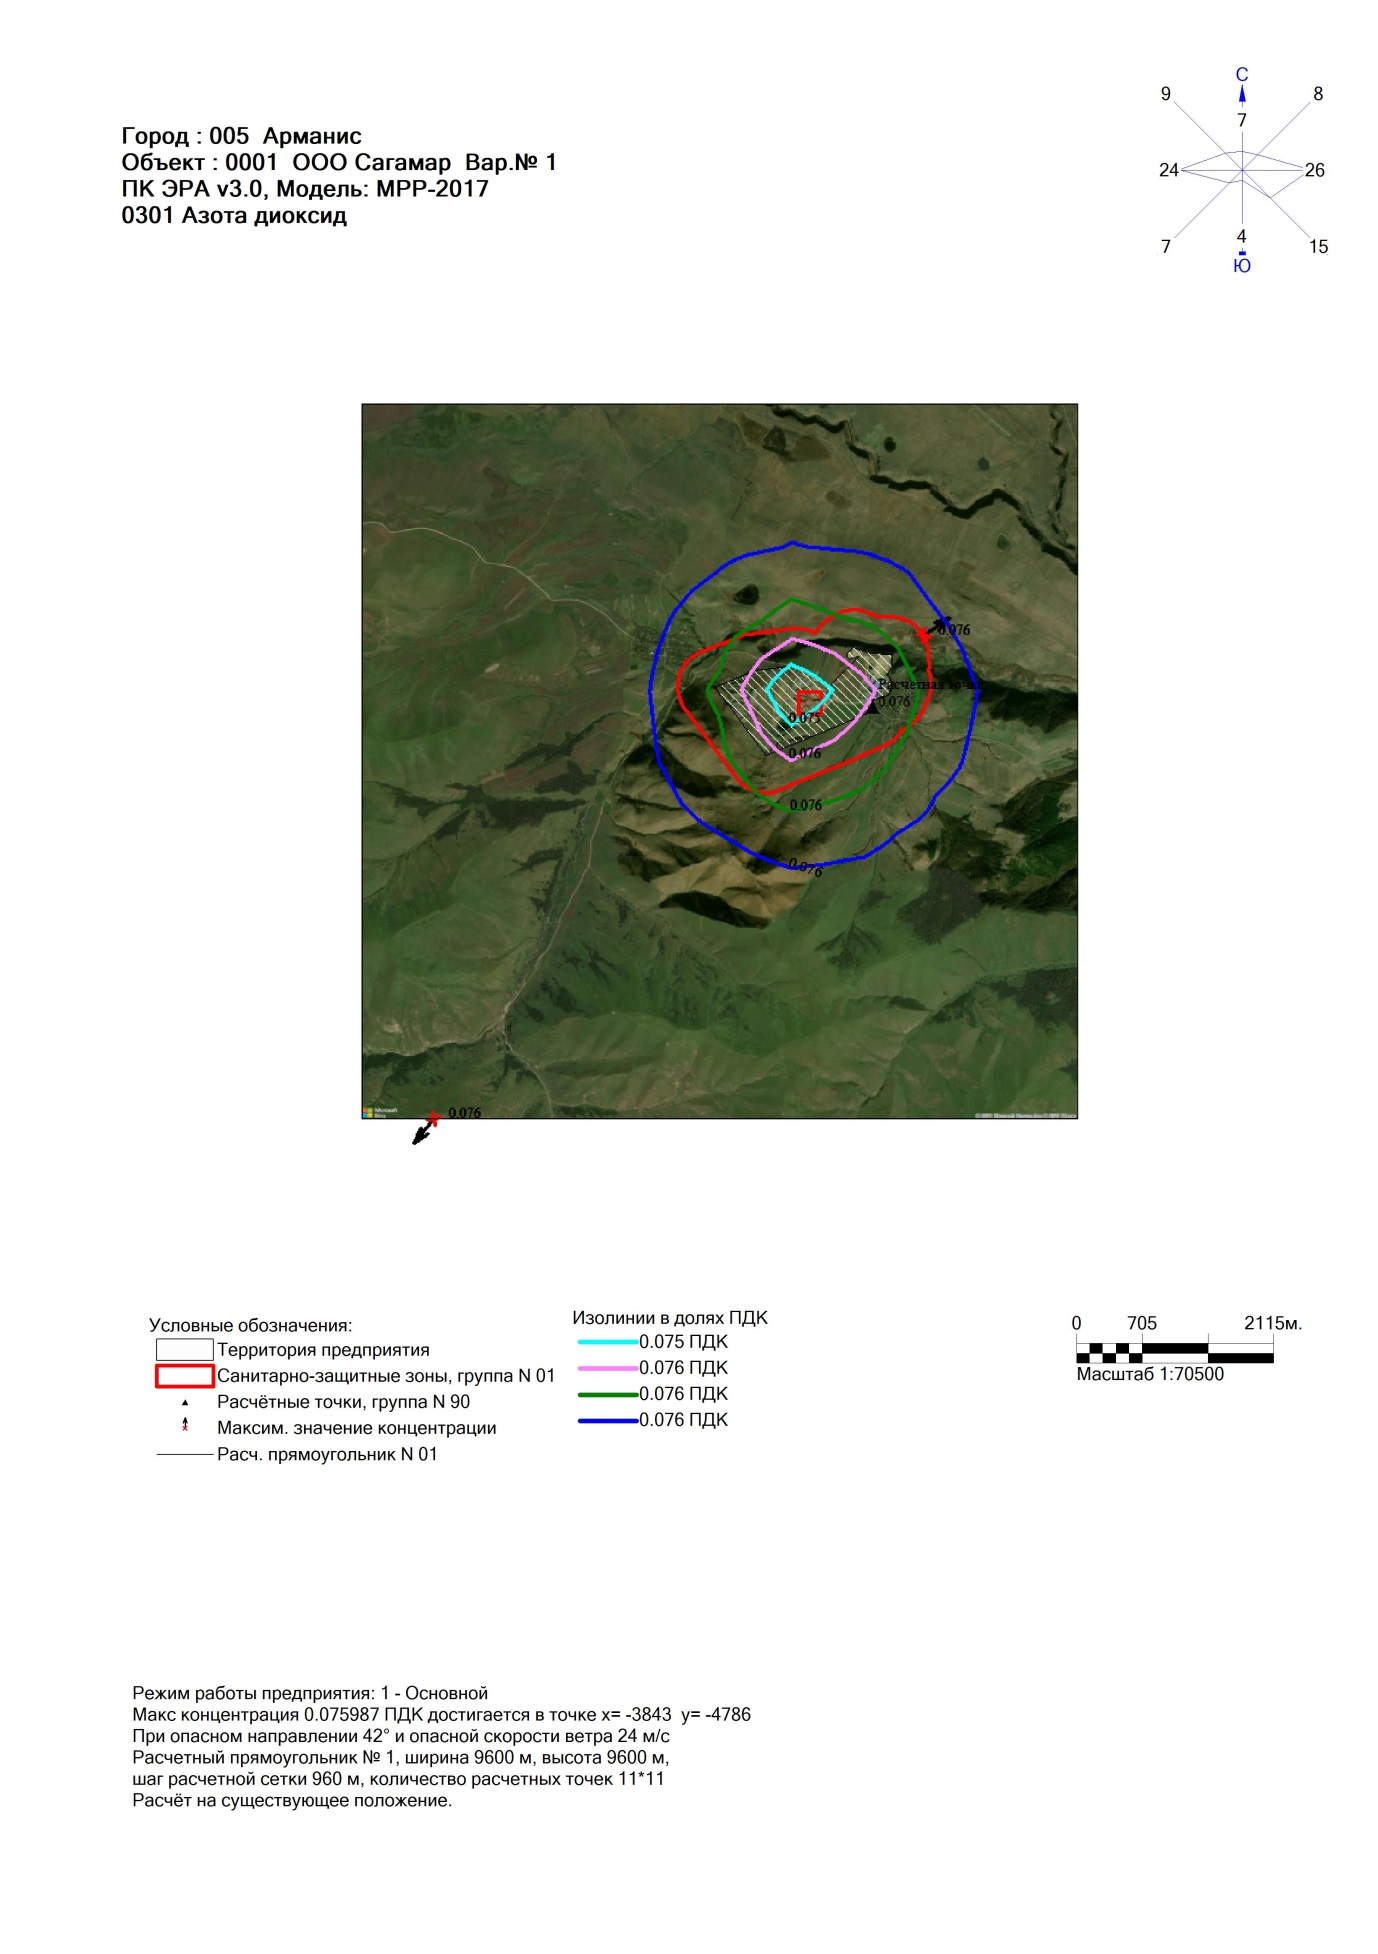 С
9
8
7
24
26
7
4
15
Ю
Город : 005 Арманис
Объект : 0001 ООО Сагамар Вар.№ 1
ПК ЭРА v3.0, Модель: МРР-2017
0301 Азота диоксид
0.076
Расчетная точка
0.076
0.075
0.076
0.076
0.076
Microsoft
Bing
0.076
Условные обозначения:
Территория предприятия
Санитарно-защитные зоны, группа N 01
Расчётные точки, группа N 90
Максим. значение концентрации
Расч. прямоугольник N 01
Изолинии в долях ПДК
0.075 ПДК
0.076 ПДК
0.076 ПДК
0.076 ПДК
0 705 2115м.
Масштаб 1:70500
Режим работы предприятия: 1 - Основной
Макс концентрация 0.075987 ПДК достигается в точке x= -3843 y= -4786
При опасном направлении 42° и опасной скорости ветра 24 м/с
Расчетный прямоугольник № 1, ширина 9600 м, высота 9600 м,
шаг расчетной сетки 960 м, количество расчетных точек 11*11
Расчёт на существующее положение.